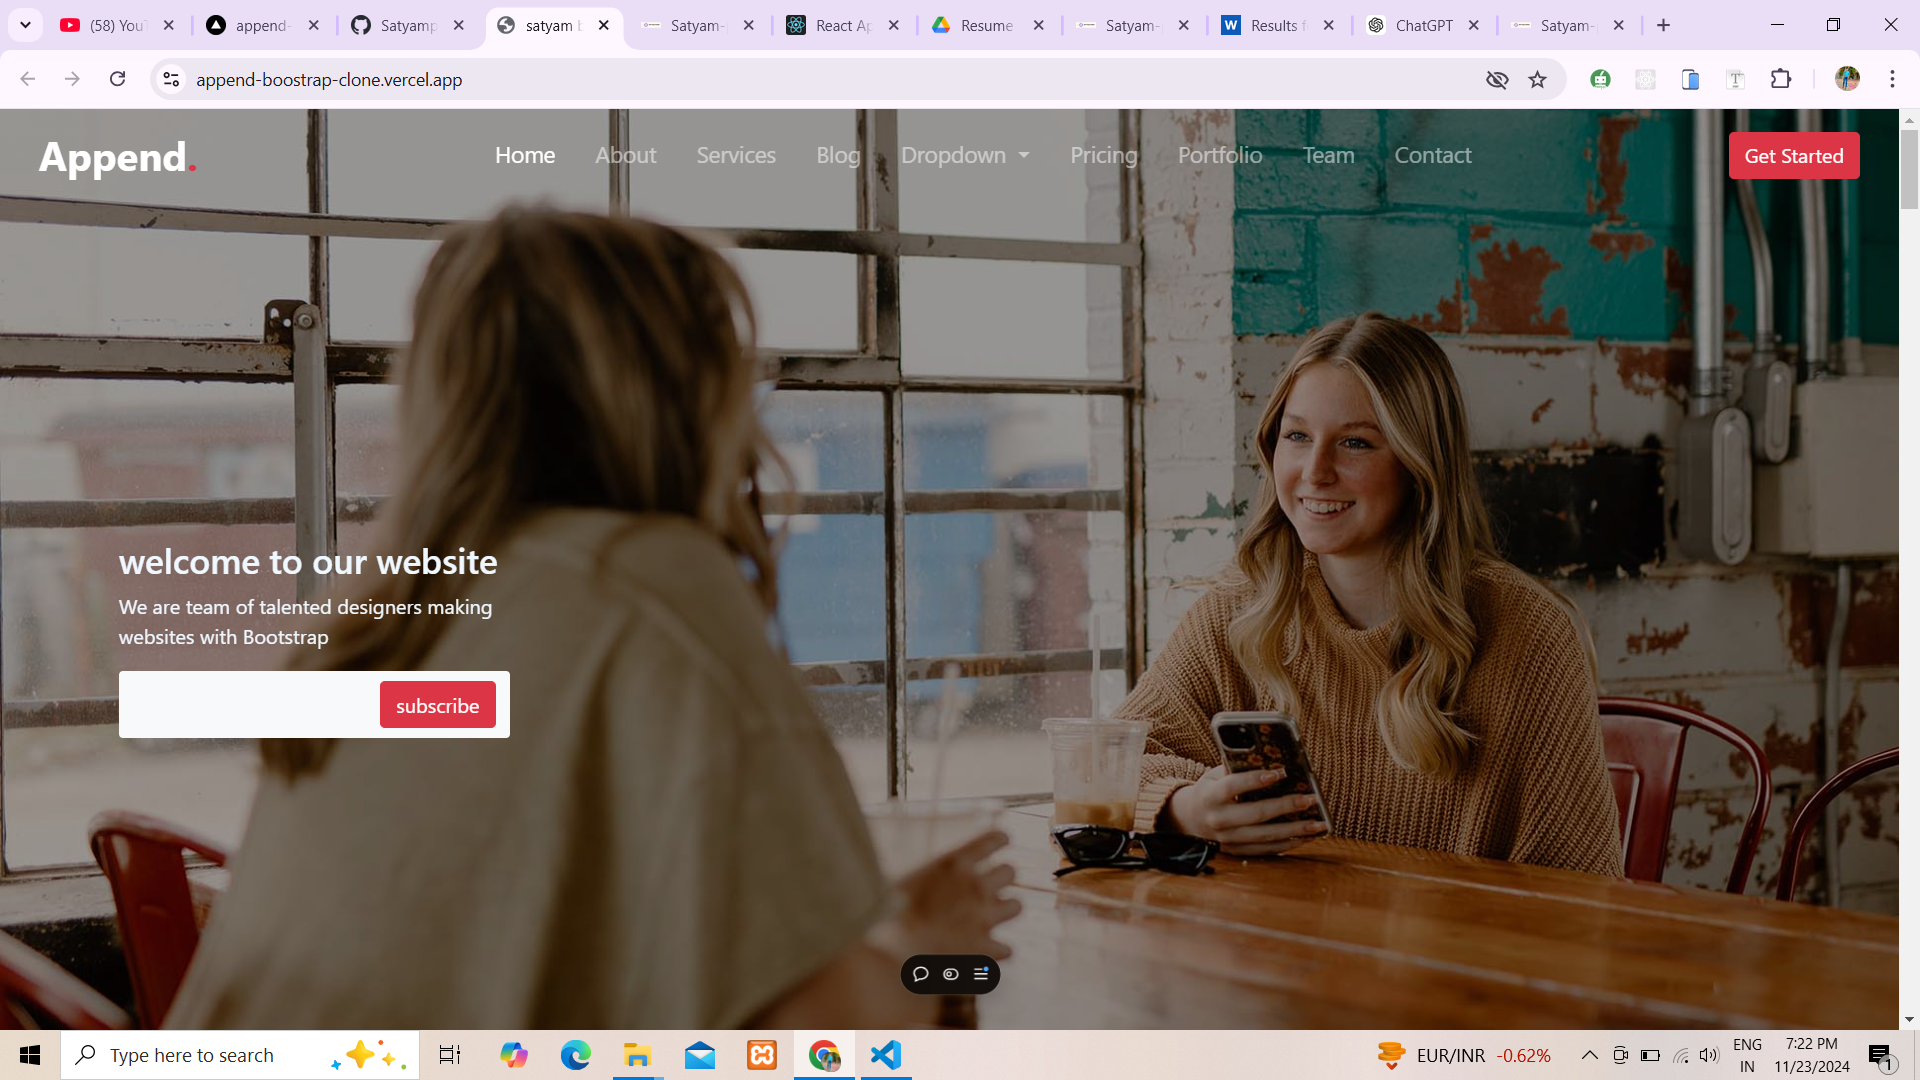 (58) You
append-
Satyamp
satyam b
Satyam-
React Ap
Resume
Satyam-
Results f
ChatGPT
Satyam-
append-boostrap-clone.vercel.app
Append.
Home
About
Services
Blog
Dropdown
Pricing
Portfolio
Team
Contact
Get Started
welcome to our website
We are team of talented designers making
websites with Bootstrap
subscribe
Type here to search
EUR/INR -0.62%
ENG
IN
7:22 PM
11/23/2024
1